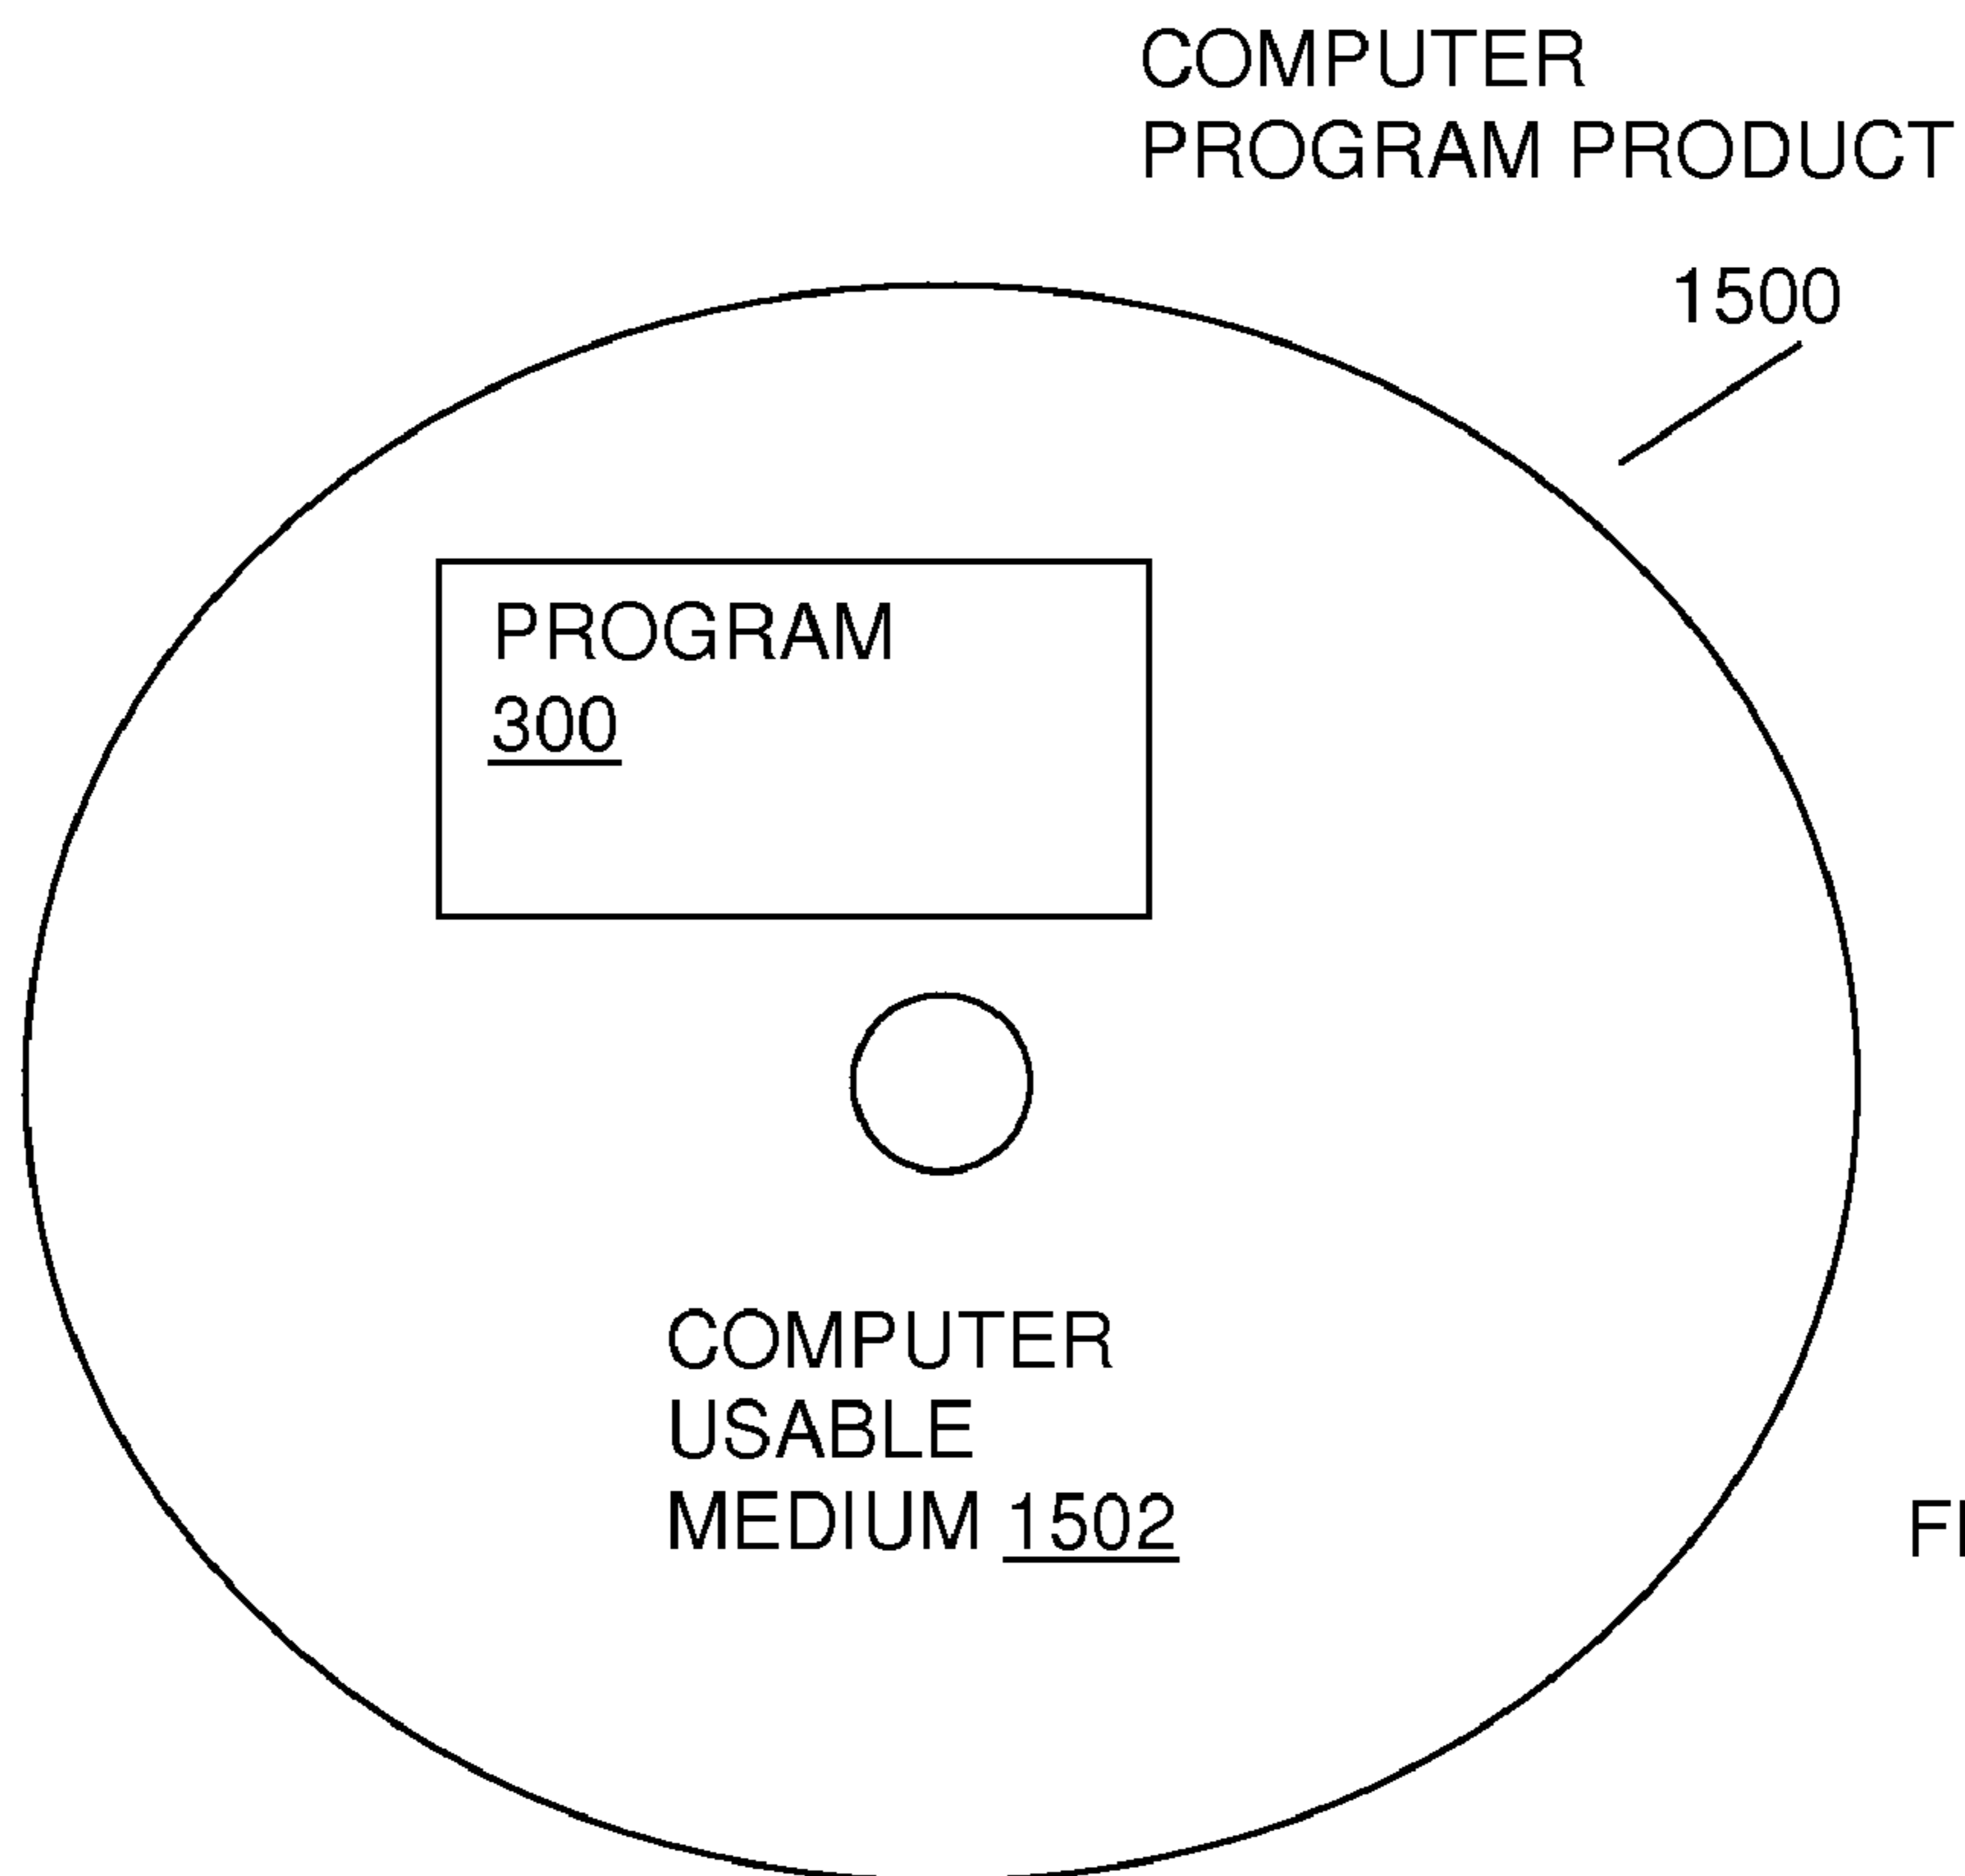 COMPUTER
PROGRAM PRODUCT
1500
PROGRAM
300
COMPUTER
USABLE
MEDIUM 1502